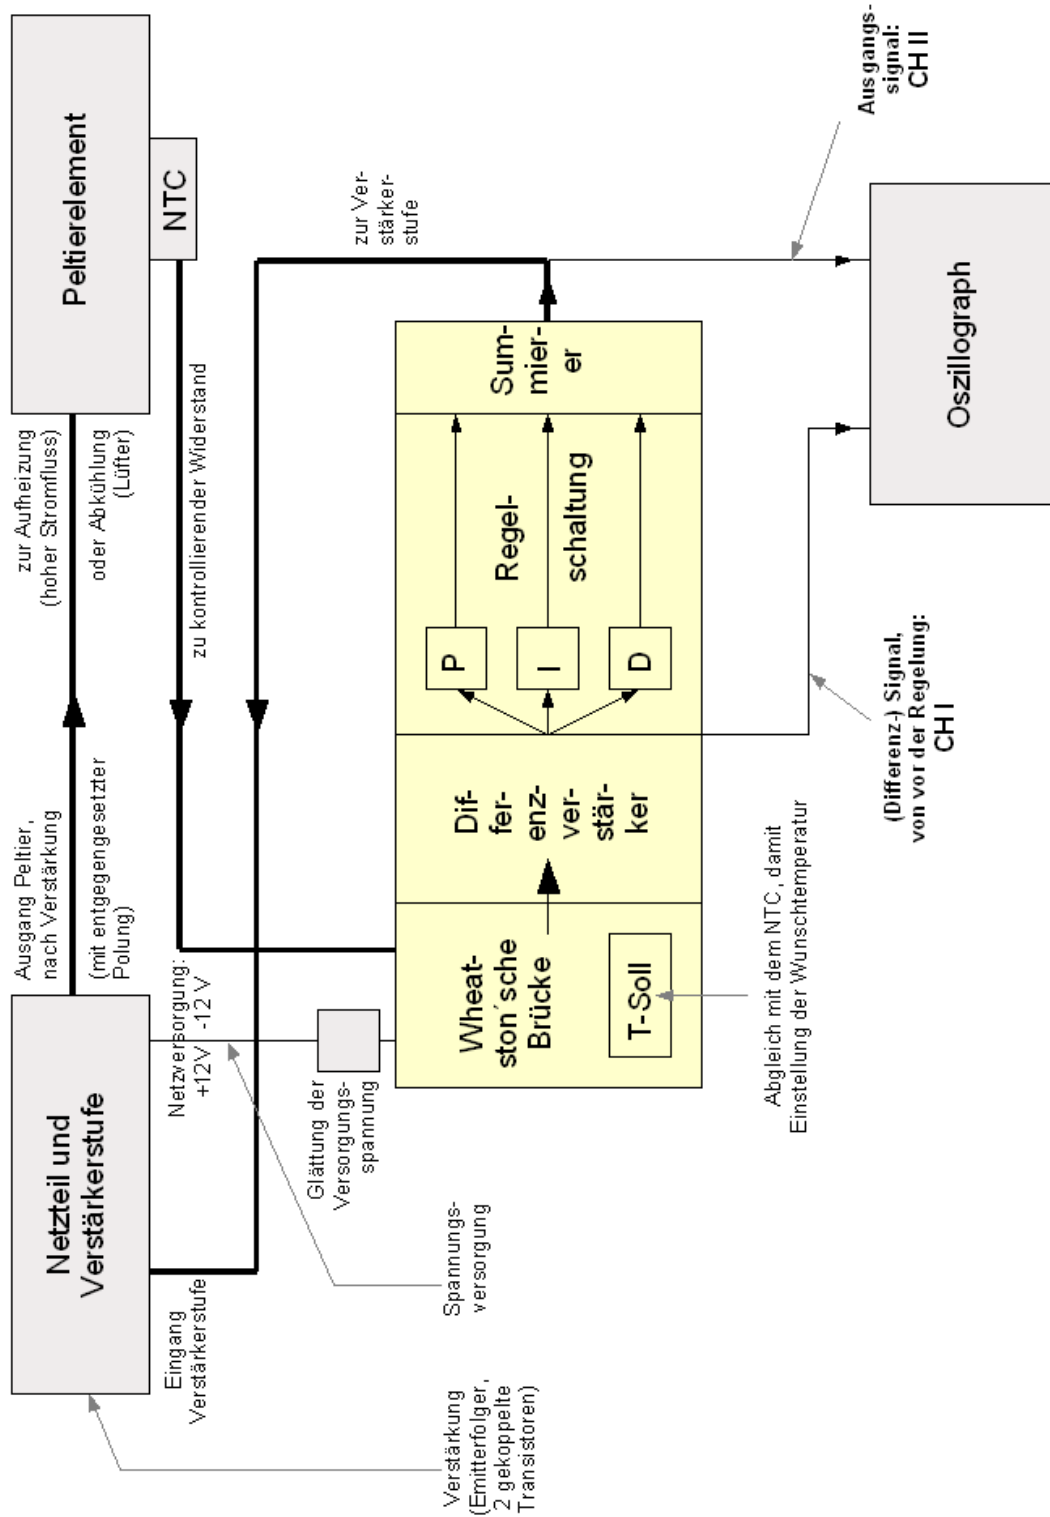 Netzteil und
Verstärkerstufe
Ausgang Peltier,
nach Verstärkung
(mit entgegengesetzter
Polung)
zur Aufheizung
(hoher Stromfluss)
oder Abkühlung
(Lüfter)
Peltierelement
NTC
Eingang
Verstärkerstufe
Netzversorgung:
+12V -12 V
zu kontrollierender Widerstand
Glättung der
Versorgungs-
spannung
zur Ver-
stärker-
stufe
Verstärkung
(Emitterfolger,
2 gekoppelte
Transistoren)
Spannungs-
versorgung
Wheat-
ston´sche
Brücke
T-Soll
Dif-
fer-
enz-
ver-
stär-
ker
P
I
D
Regel-
schaltung
Sum-
mier-
er
Abgleich mit dem NTC, damit
Einstellung der Wunschtemperatur
(Differenz-) Signal,
von vor der Regelung:
CH I
Ausgangs-
signal:
CH II
Oszillograph